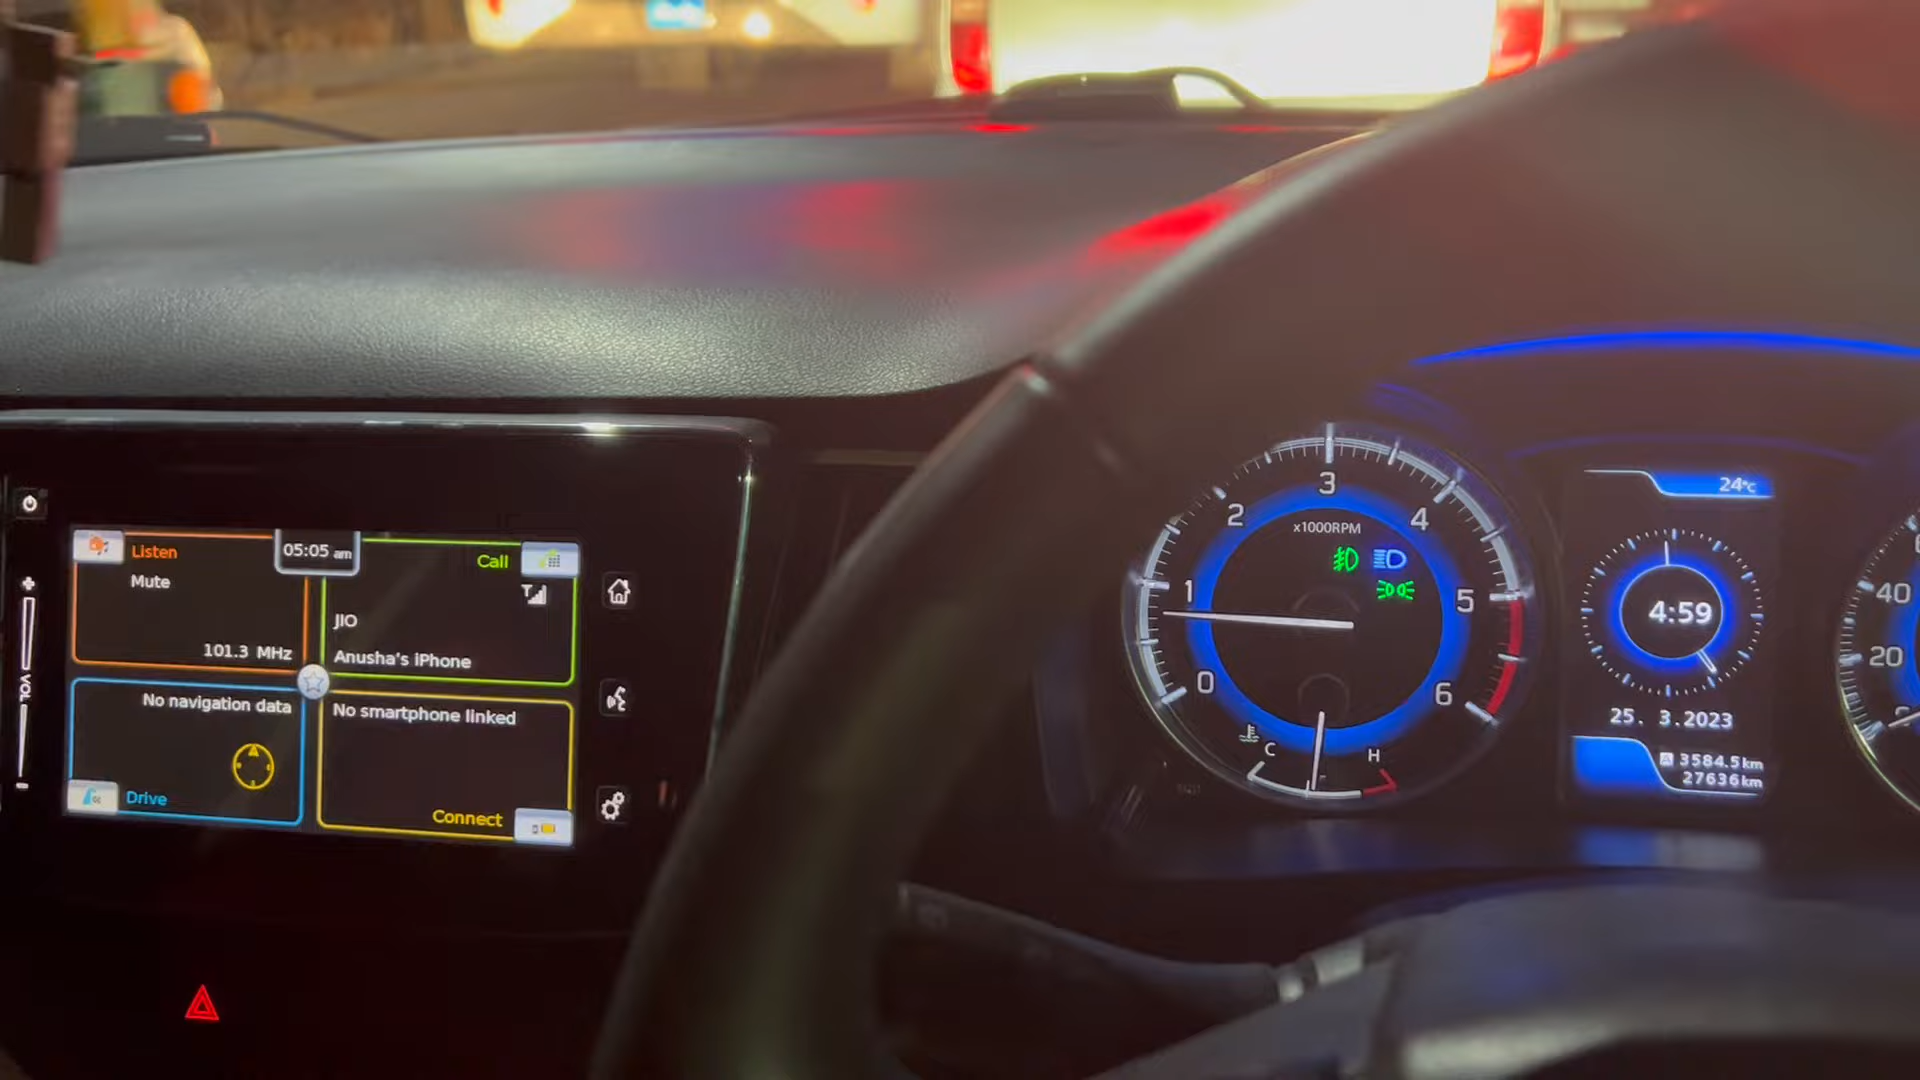 Listen
Mute
101.3 MHz
05:05 am
Call
JIO
Anusha's iPhone
No navigation data
Drive
No smartphone linked
Connect
VOL
0
1
2
3
4
5
6
x1000RPM
C
H
24°C
4:59
25. 3.2023
A 3584.5km
27636km
40
20